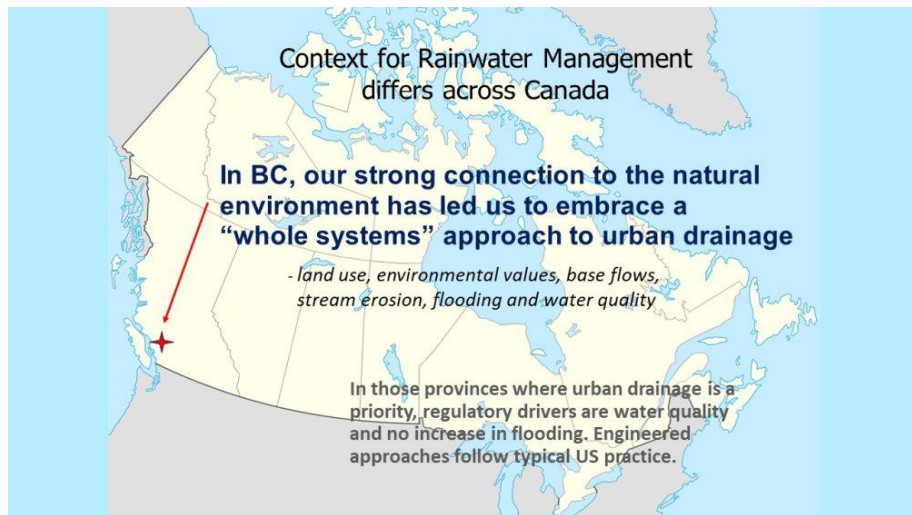 Context for Rainwater Management
differs across Canada
In BC, our strong connection to the natural
environment has led us to embrace a
“whole systems” approach to urban drainage
- land use, environmental values, base flows,
stream erosion, flooding and water quality
In those provinces where urban drainage is a
priority, regulatory drivers are water quality
and no increase in flooding. Engineered
approaches follow typical US practice.